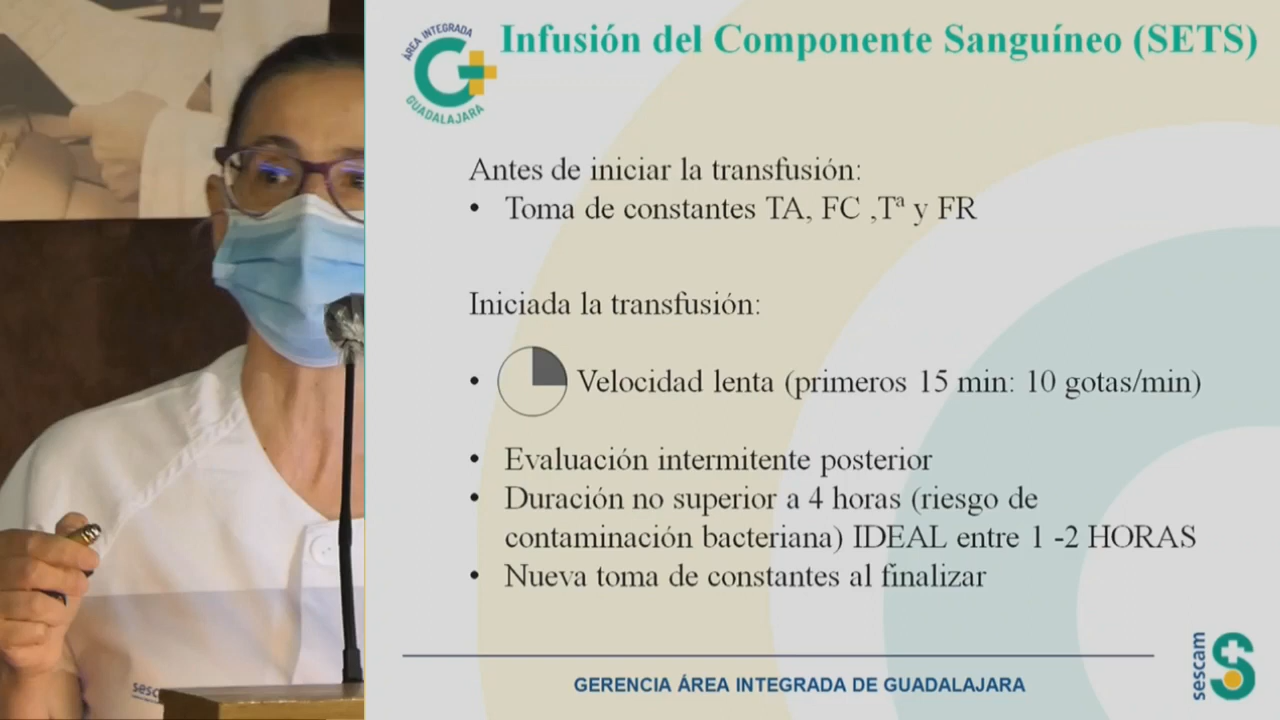 Infusión del Componente Sanguíneo (SETS)
ÁREA INTEGRADA
GUADALAJARA
Antes de iniciar la transfusión:
• Toma de constantes TA, FC ,Tª y FR
Iniciada la transfusión:
• Velocidad lenta (primeros 15 min: 10 gotas/min)
• Evaluación intermitente posterior
• Duración no superior a 4 horas (riesgo de
contaminación bacteriana) IDEAL entre 1 -2 HORAS
• Nueva toma de constantes al finalizar
GERENCIA ÁREA INTEGRADA DE GUADALAJARA
sescam
sesc